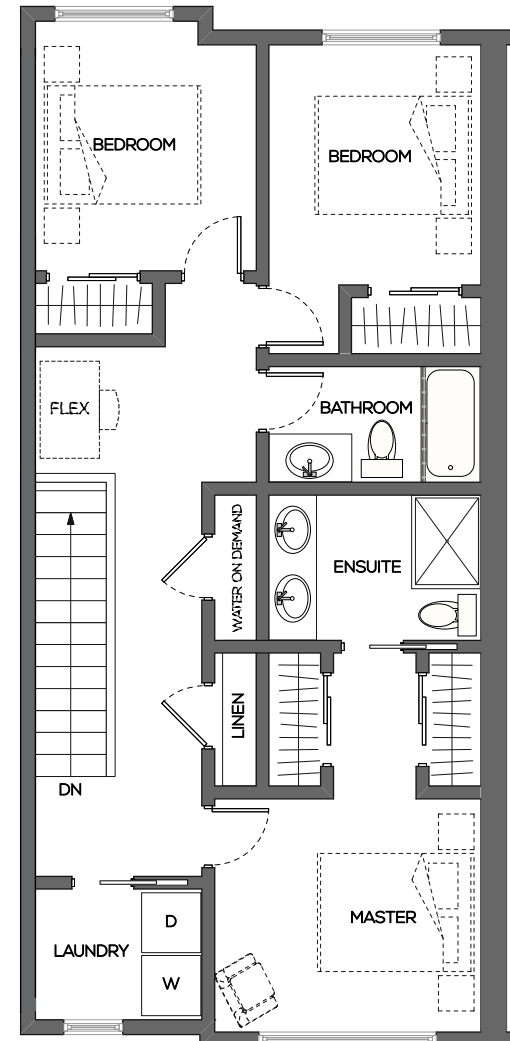 BEDROOM
BEDROOM
FLEX
BATHROOM
WATER ON DEMAND
ENSUITE
LINEN
DN
MASTER
D
LAUNDRY
W